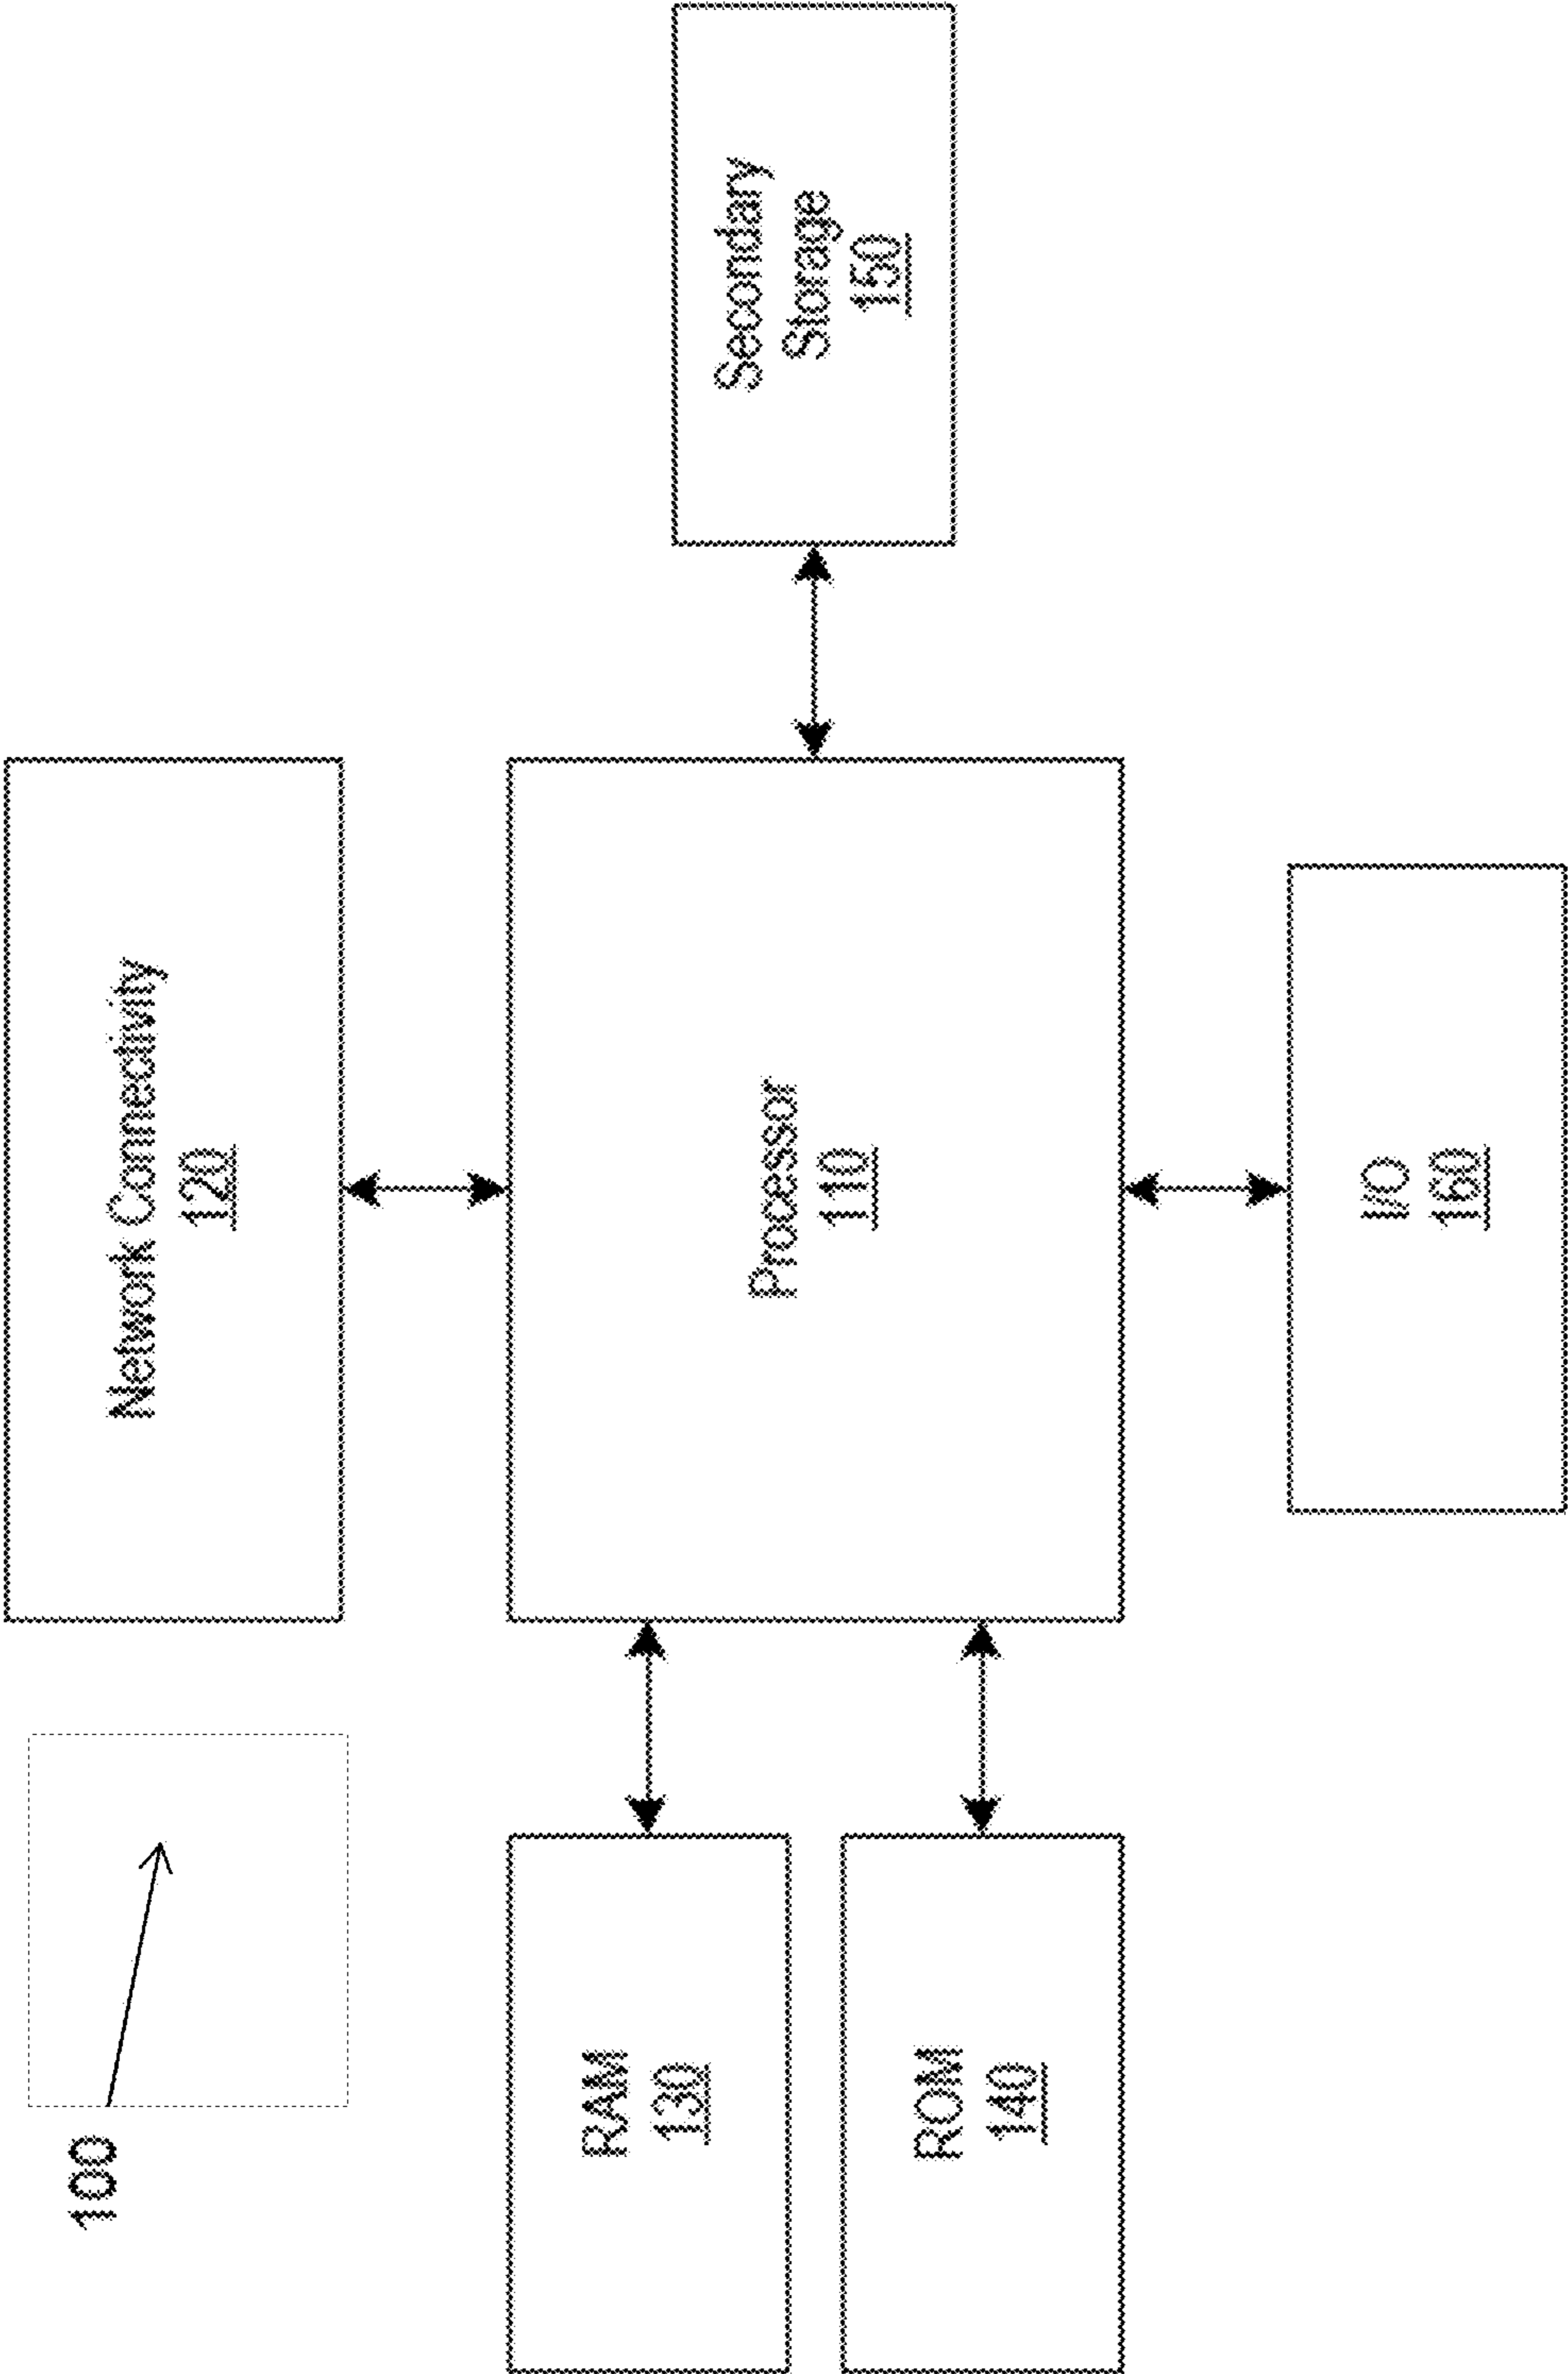 100
Network Connectivity
120
RAM
130
Processor
110
Secondary
Storage
150
ROM
140
I/O
160